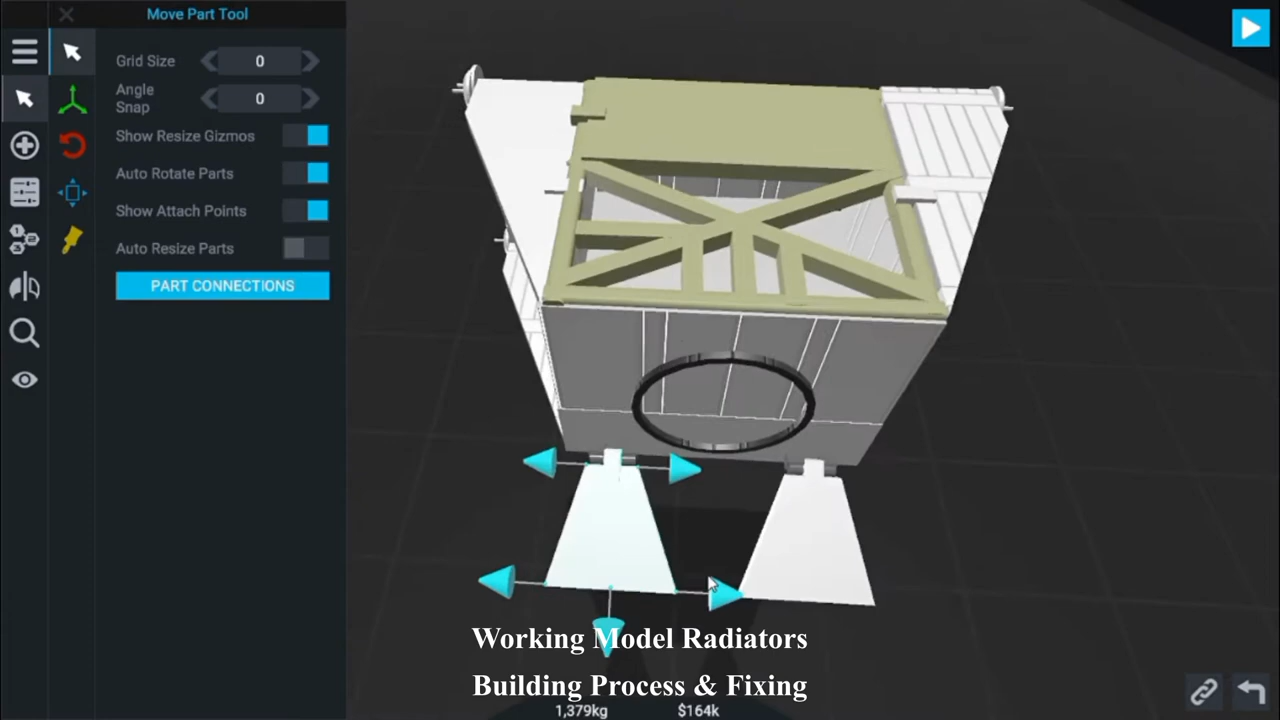 Move Part Tool
Grid Size 0
Angle Snap 0
Show Resize Gizmos
Auto Rotate Parts
Show Attach Points
Auto Resize Parts
PART CONNECTIONS
Working Model Radiators
Building Process & Fixing
1,379kg $164k